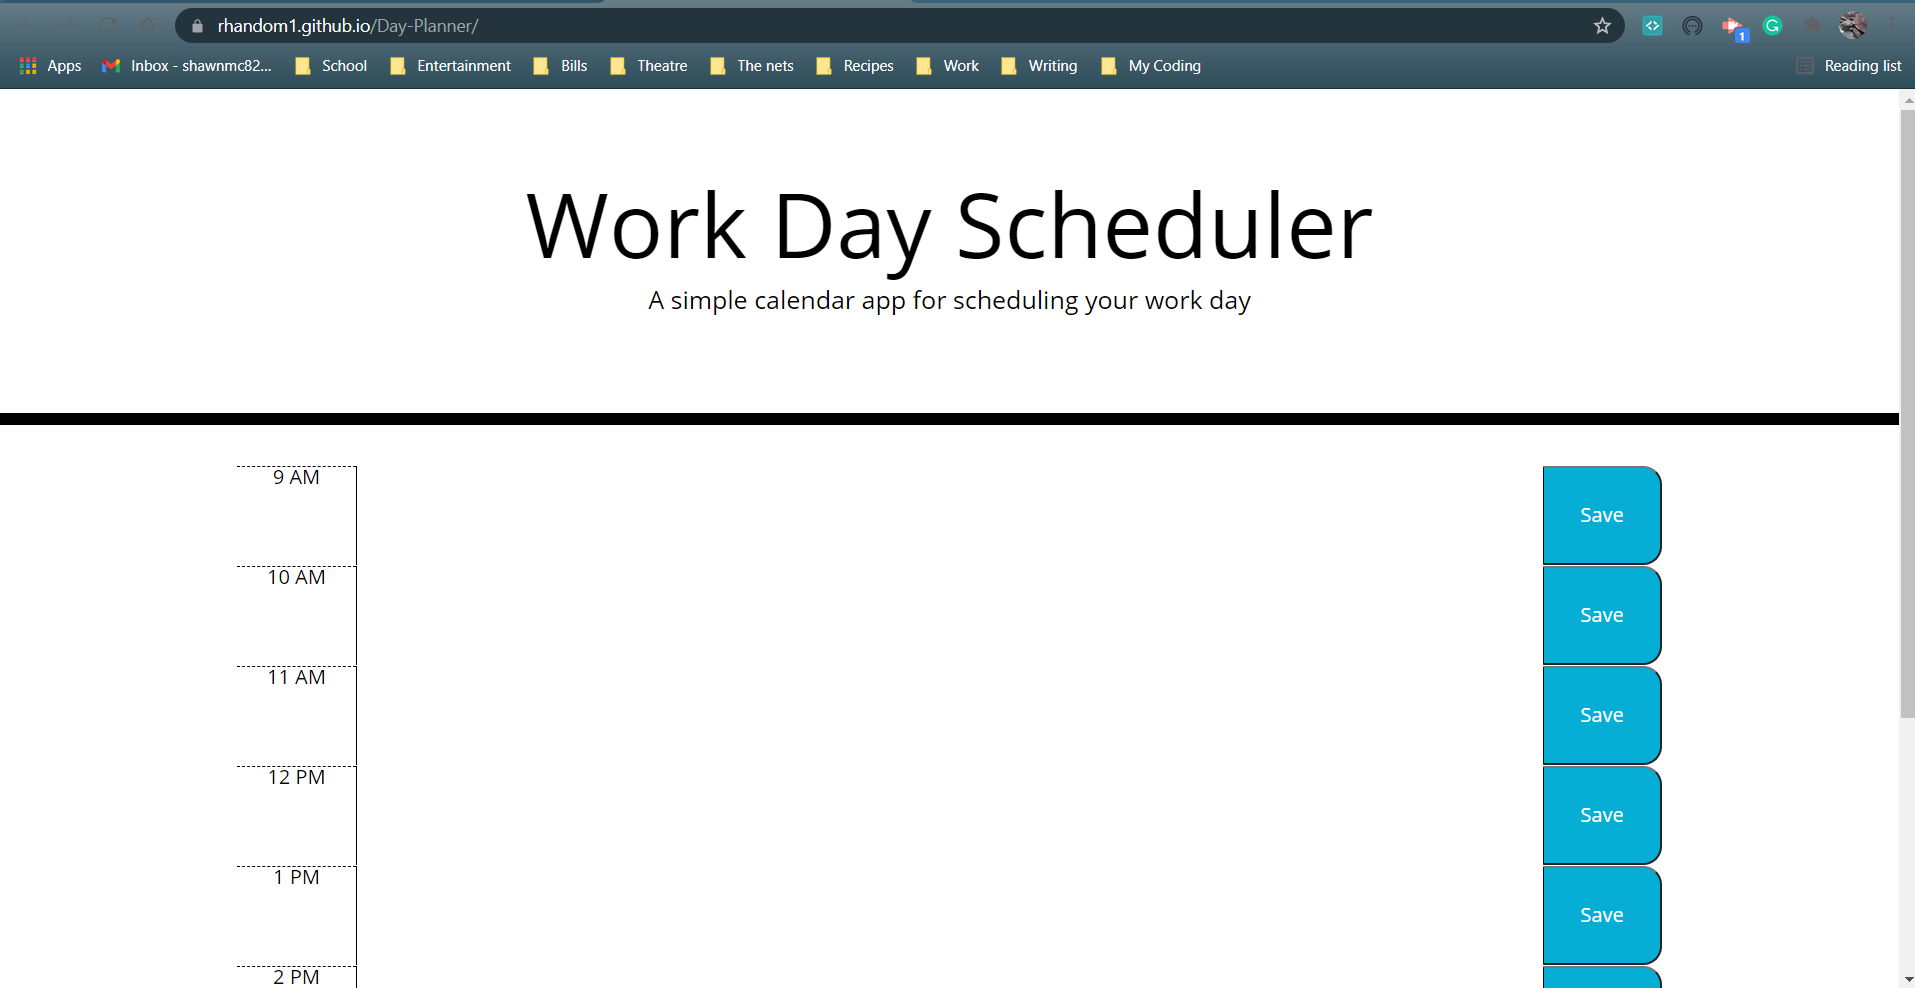 rhandom1.github.io/Day-Planner/
1
Apps Inbox - shawnmc82... School Entertainment Bills Theatre The nets Recipes Work Writing My Coding Reading list
Work Day Scheduler
A simple calendar app for scheduling your work day
9 AM
Save
10 AM
Save
11 AM
Save
12 PM
Save
1 PM
Save
2 PM